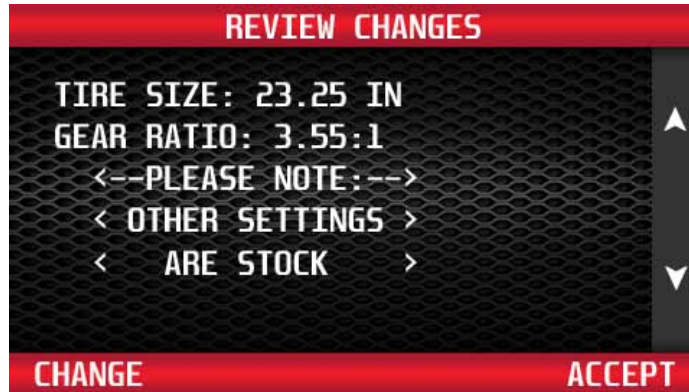 REVIEW CHANGES
TIRE SIZE: 23.25 IN
GEAR RATIO: 3.55:1
<--PLEASE NOTE:-->
< OTHER SETTINGS >
< ARE STOCK >
CHANGE ACCEPT